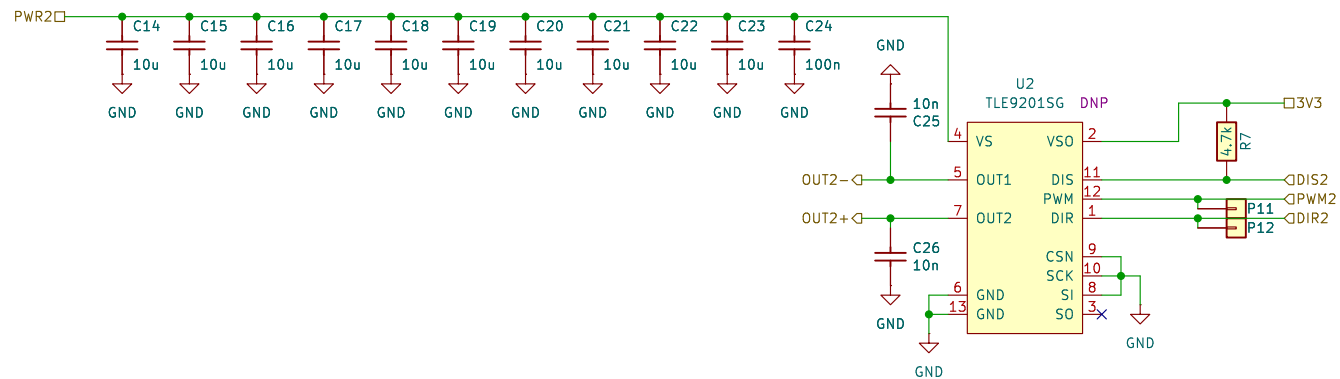 PWR2
C14 C15 C16 C17 C18 C19 C20 C21 C22 C23 C24
10u 10u 10u 10u 10u 10u 10u 10u 10u 10u 100n
GND GND GND GND GND GND GND GND GND GND GND
GND
10n
C25
U2
TLE9201SG DNP
3V3
4.7k
R7
4 VS VSO 2
OUT2- 5 OUT1 DIS 11 DIS2
PWM 12 PWM2
P11
OUT2+ 7 OUT2 DIR 1 DIR2
P12
C26
10n
CSN 9
SCK 10
6 GND SI 8
13 GND SO 3
GND
GND
GND